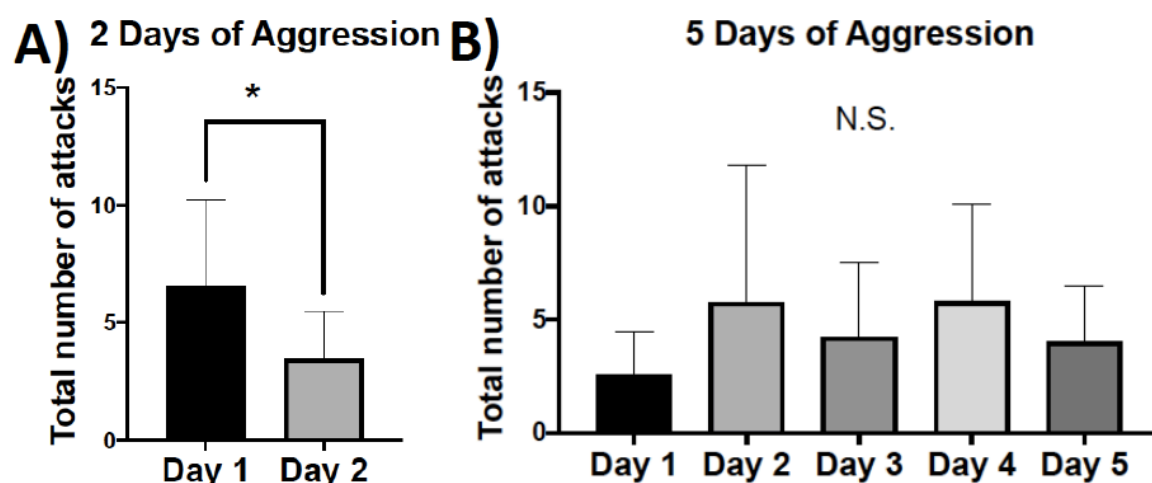 A) 2 Days of Aggression
Total number of attacks
15
10
5
0
*
Day 1 Day 2
B) 5 Days of Aggression
Total number of attacks
15
10
5
0
N.S.
Day 1 Day 2 Day 3 Day 4 Day 5